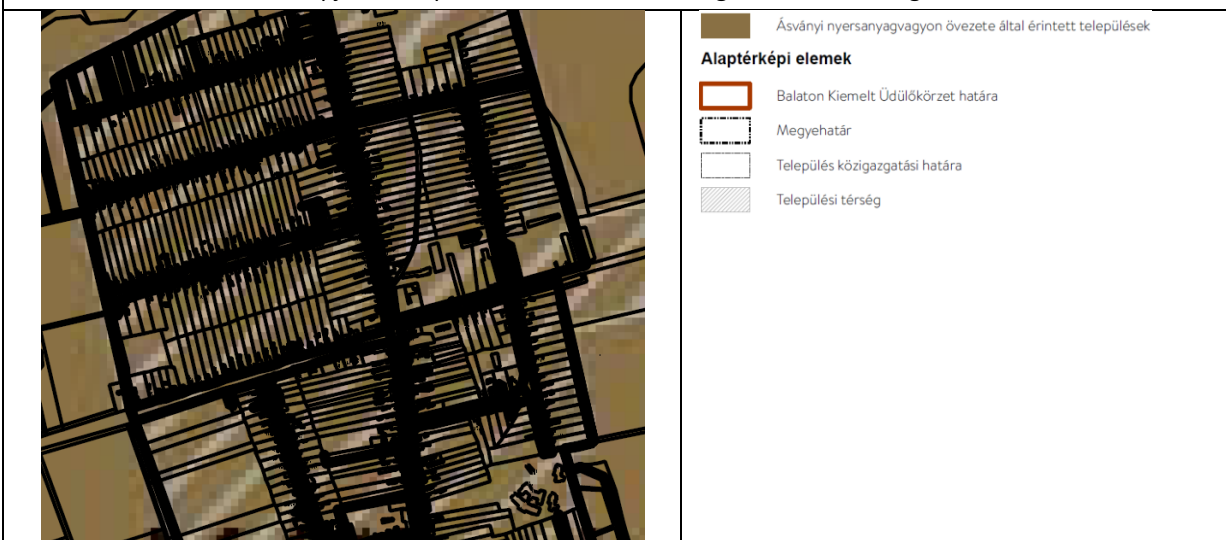 Ásványi nyersanyagvagyon övezete által érintett települések
Alaptérképi elemek
Balaton Kiemelt Üdülőkörzet határa
Megyehatár
Település közigazgatási határa
Települési térség